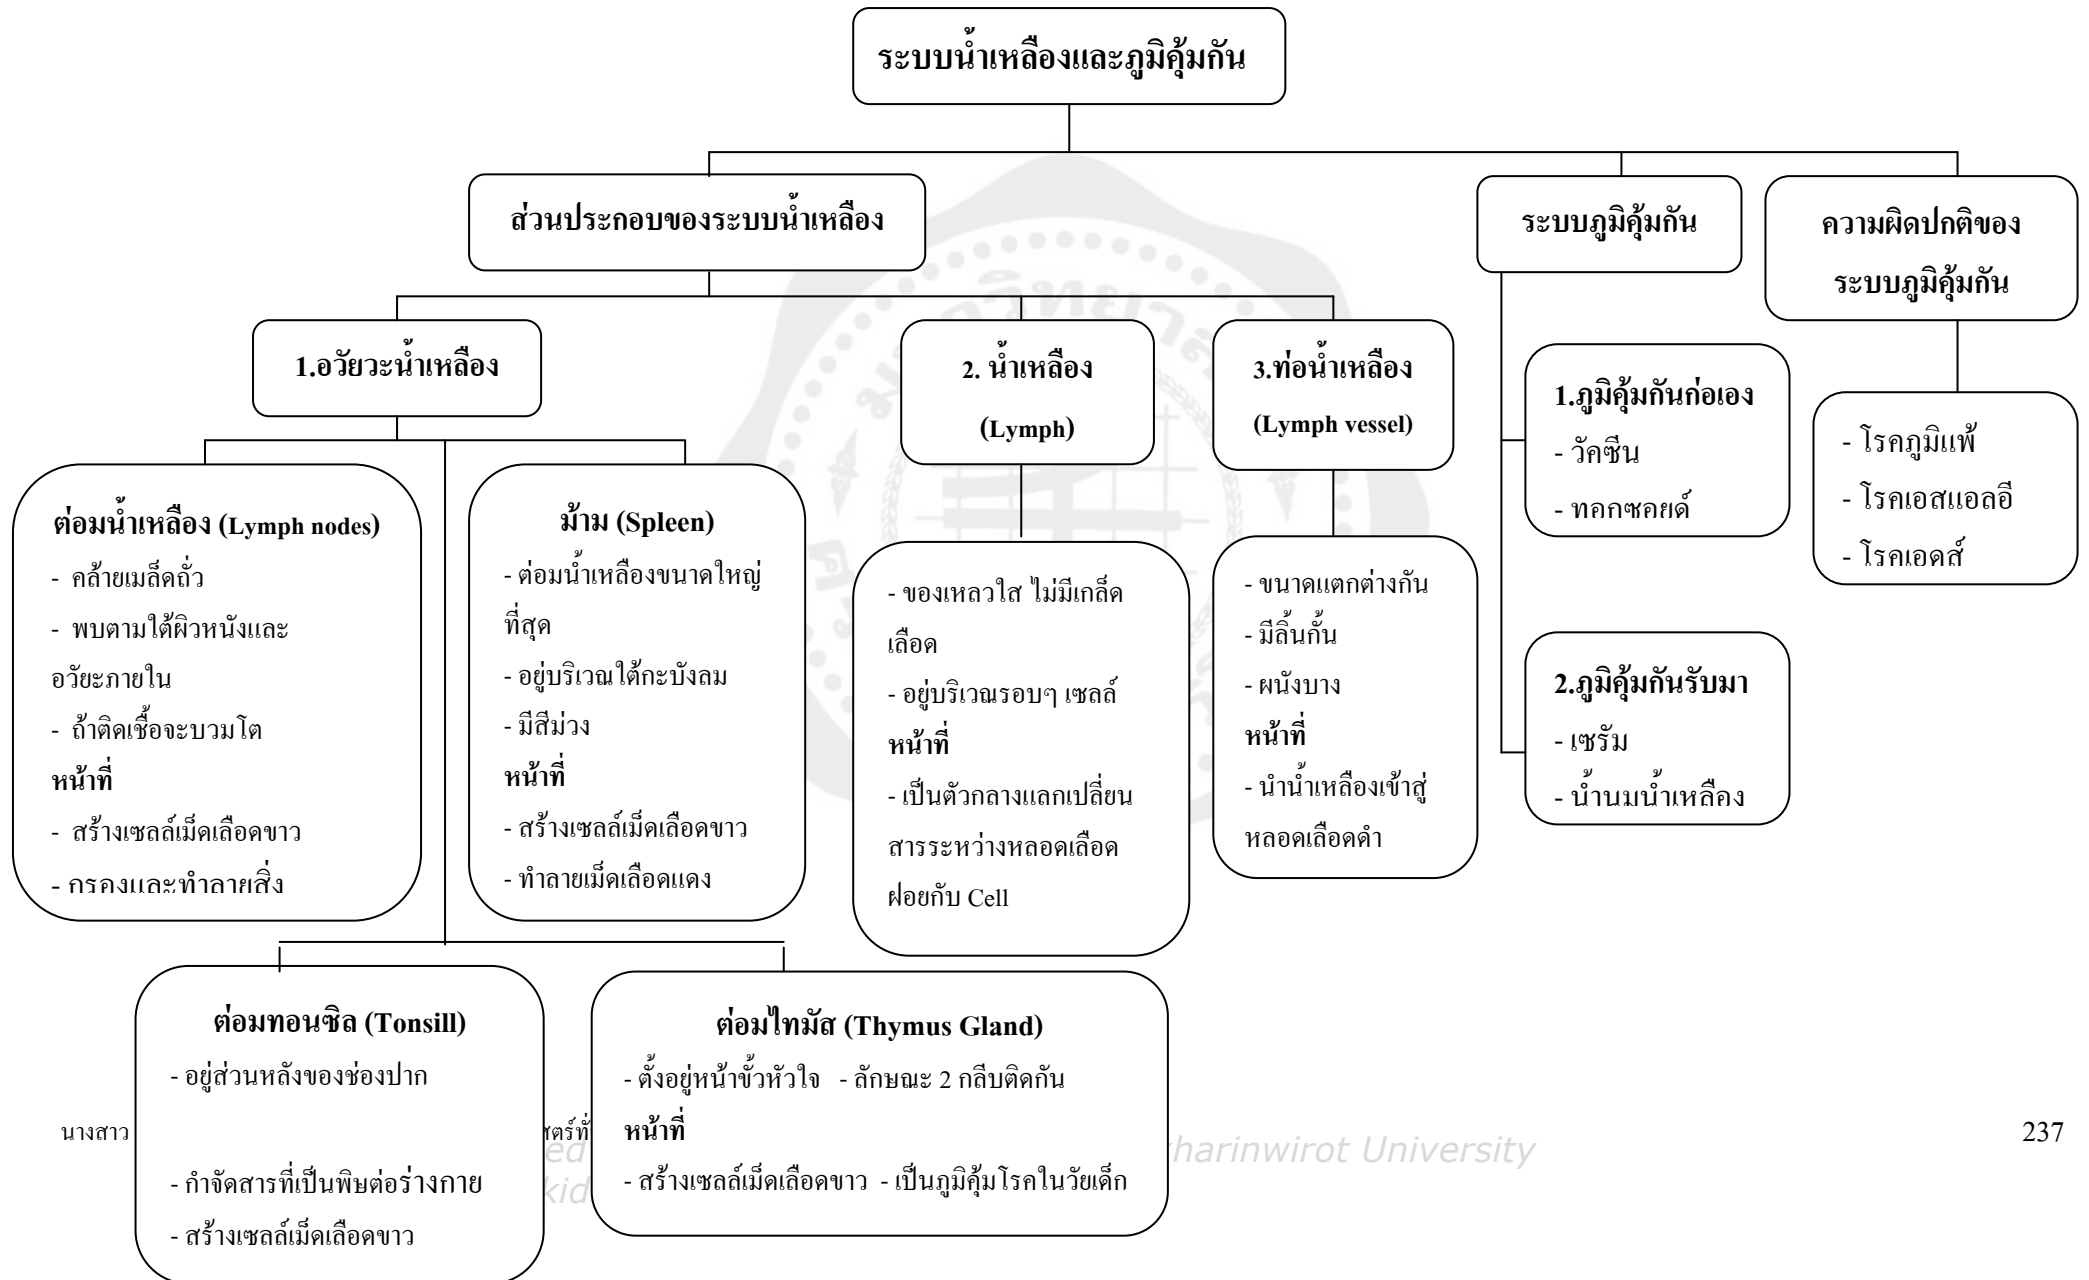 ระบบน้ำเหลืองและภูมิคุ้มกัน
ส่วนประกอบของระบบน้ำเหลือง
ระบบภูมิคุ้มกัน
ความผิดปกติของ
ระบบภูมิคุ้มกัน
1.อวัยวะน้ำเหลือง
2. น้ำเหลือง
(Lymph)
3.ท่อน้ำเหลือง
(Lymph vessel)
1.ภูมิคุ้มกันก่อเอง
- วัคซีน
- ทอกซอยด์
- โรคภูมิแพ้
- โรคเอสแอลอี
- โรคเอดส์
ต่อมน้ำเหลือง (Lymph nodes)
- คล้ายเมล็ดถั่ว
- พบตามใต้ผิวหนังและ
อวัยะภายใน
- ถ้าติดเชื้อจะบวมโต
หน้าที่
- สร้างเซลล์เม็ดเลือดขาว
- กรองและทำลายสิ่ง
ม้าม (Spleen)
- ต่อมน้ำเหลืองขนาดใหญ่
ที่สุด
- อยู่บริเวณใต้กะบังลม
- มีสีม่วง
หน้าที่
- สร้างเซลล์เม็ดเลือดขาว
- ทำลายเม็ดเลือดแดง
- ของเหลวใส ไม่มีเกล็ด
เลือด
- อยู่บริเวณรอบๆ เซลล์
หน้าที่
- เป็นตัวกลางแลกเปลี่ยน
สารระหว่างหลอดเลือด
ฝอยกับ Cell
- ขนาดแตกต่างกัน
- มีลิ้นกั้น
- ผนังบาง
หน้าที่
- นำน้ำเหลืองเข้าสู่
หลอดเลือดดำ
2.ภูมิคุ้มกันรับมา
- เซรัม
- น้ำนมน้ำเหลือง
ต่อมทอนซิล (Tonsill)
- อยู่ส่วนหลังของช่องปาก
- กำจัดสารที่เป็นพิษต่อร่างกาย
- สร้างเซลล์เม็ดเลือดขาว
ต่อมไทมัส (Thymus Gland)
- ตั้งอยู่หน้าขั้วหัวใจ - ลักษณะ 2 กลีบติดกัน
หน้าที่
- สร้างเซลล์เม็ดเลือดขาว - เป็นภูมิคุ้มโรคในวัยเด็ก
นางสาว
237
harinwirot University